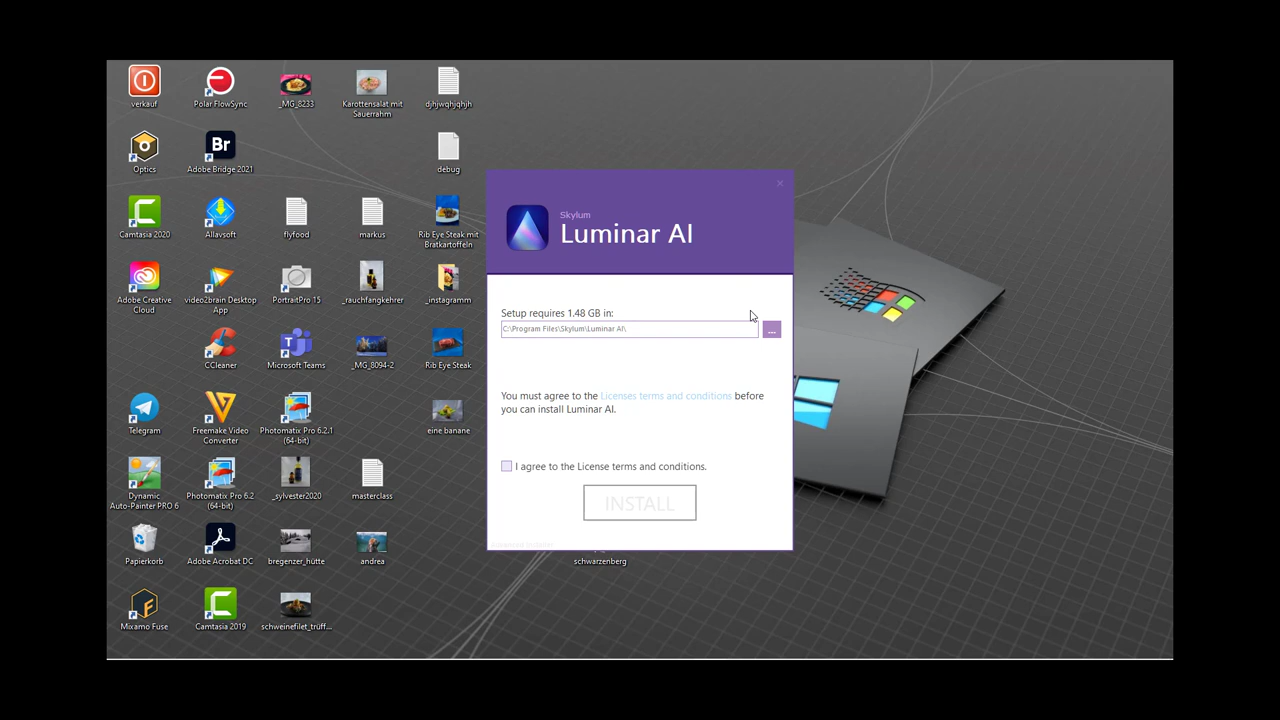 verkauf
Polar FlowSync
_MG_8233
Karottensalat mit
Sauerrahm
djhjwqhjqhjh
Optics
Br
Adobe Bridge 2021
debug
Camtasia 2020
Allavsoft
flyfood
markus
Rib Eye Steak mit
Bratkartoffeln
Adobe Creative
Cloud
video2brain Desktop
App
PortraitPro 15
_rauchfangkehrer
_instagramm
CCleaner
Microsoft Teams
_MG_8094-2
Rib Eye Steak
Telegram
Freemake Video
Converter
Photomatix Pro 6.2.1
(64-bit)
eine banane
Dynamic
Auto-Painter PRO 6
Photomatix Pro 6.2
(64-bit)
_sylvester2020
masterclass
Papierkorb
Adobe Acrobat DC
bregenzer_hütte
andrea
schwarzenberg
Mixamo Fuse
Camtasia 2019
schweinefilet_trüff...
Skylum
Luminar AI
Setup requires 1.48 GB in:
C:\Program Files\Skylum\Luminar AI\
...
You must agree to the Licenses terms and conditions before
you can install Luminar AI.
I agree to the License terms and conditions.
INSTALL